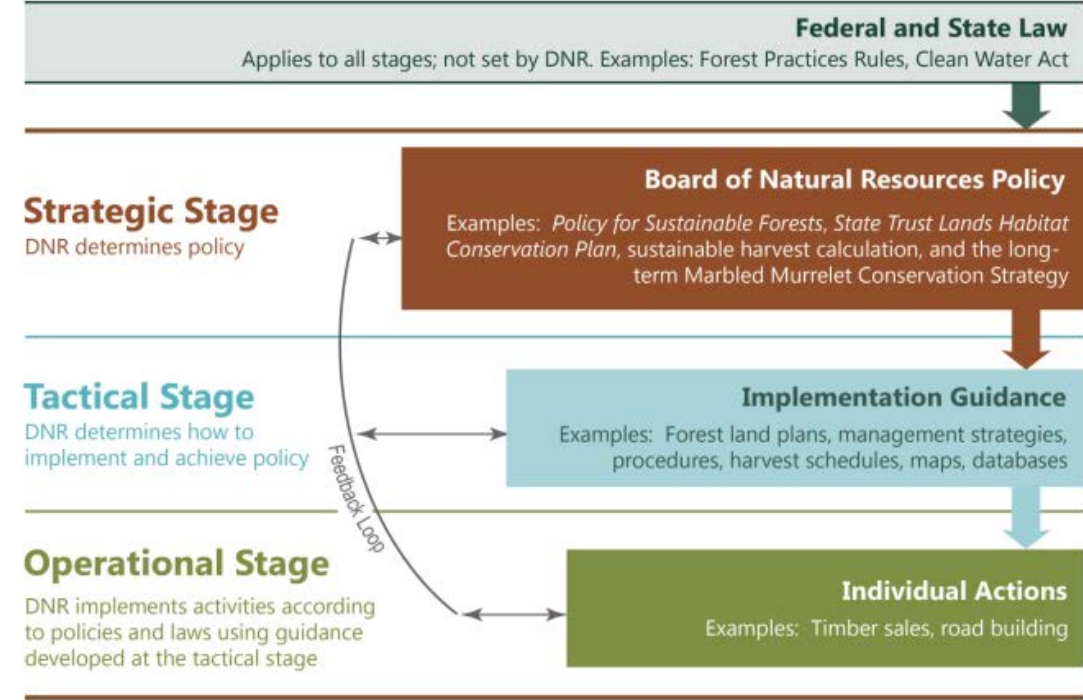 Federal and State Law
Applies to all stages; not set by DNR. Examples: Forest Practices Rules, Clean Water Act
Strategic Stage
DNR determines policy
Board of Natural Resources Policy
Examples: Policy for Sustainable Forests, State Trust Lands Habitat
Conservation Plan, sustainable harvest calculation, and the long-
term Marbled Murrelet Conservation Strategy
Tactical Stage
DNR determines how to
implement and achieve policy
Implementation Guidance
Examples: Forest land plans, management strategies,
procedures, harvest schedules, maps, databases
Feedback Loop
Operational Stage
DNR implements activities according
to policies and laws using guidance
developed at the tactical stage
Individual Actions
Examples: Timber sales, road building